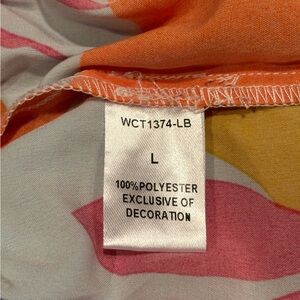 WCT1374-LB
L
100%POLYESTER
EXCLUSIVE OF
DECORATION